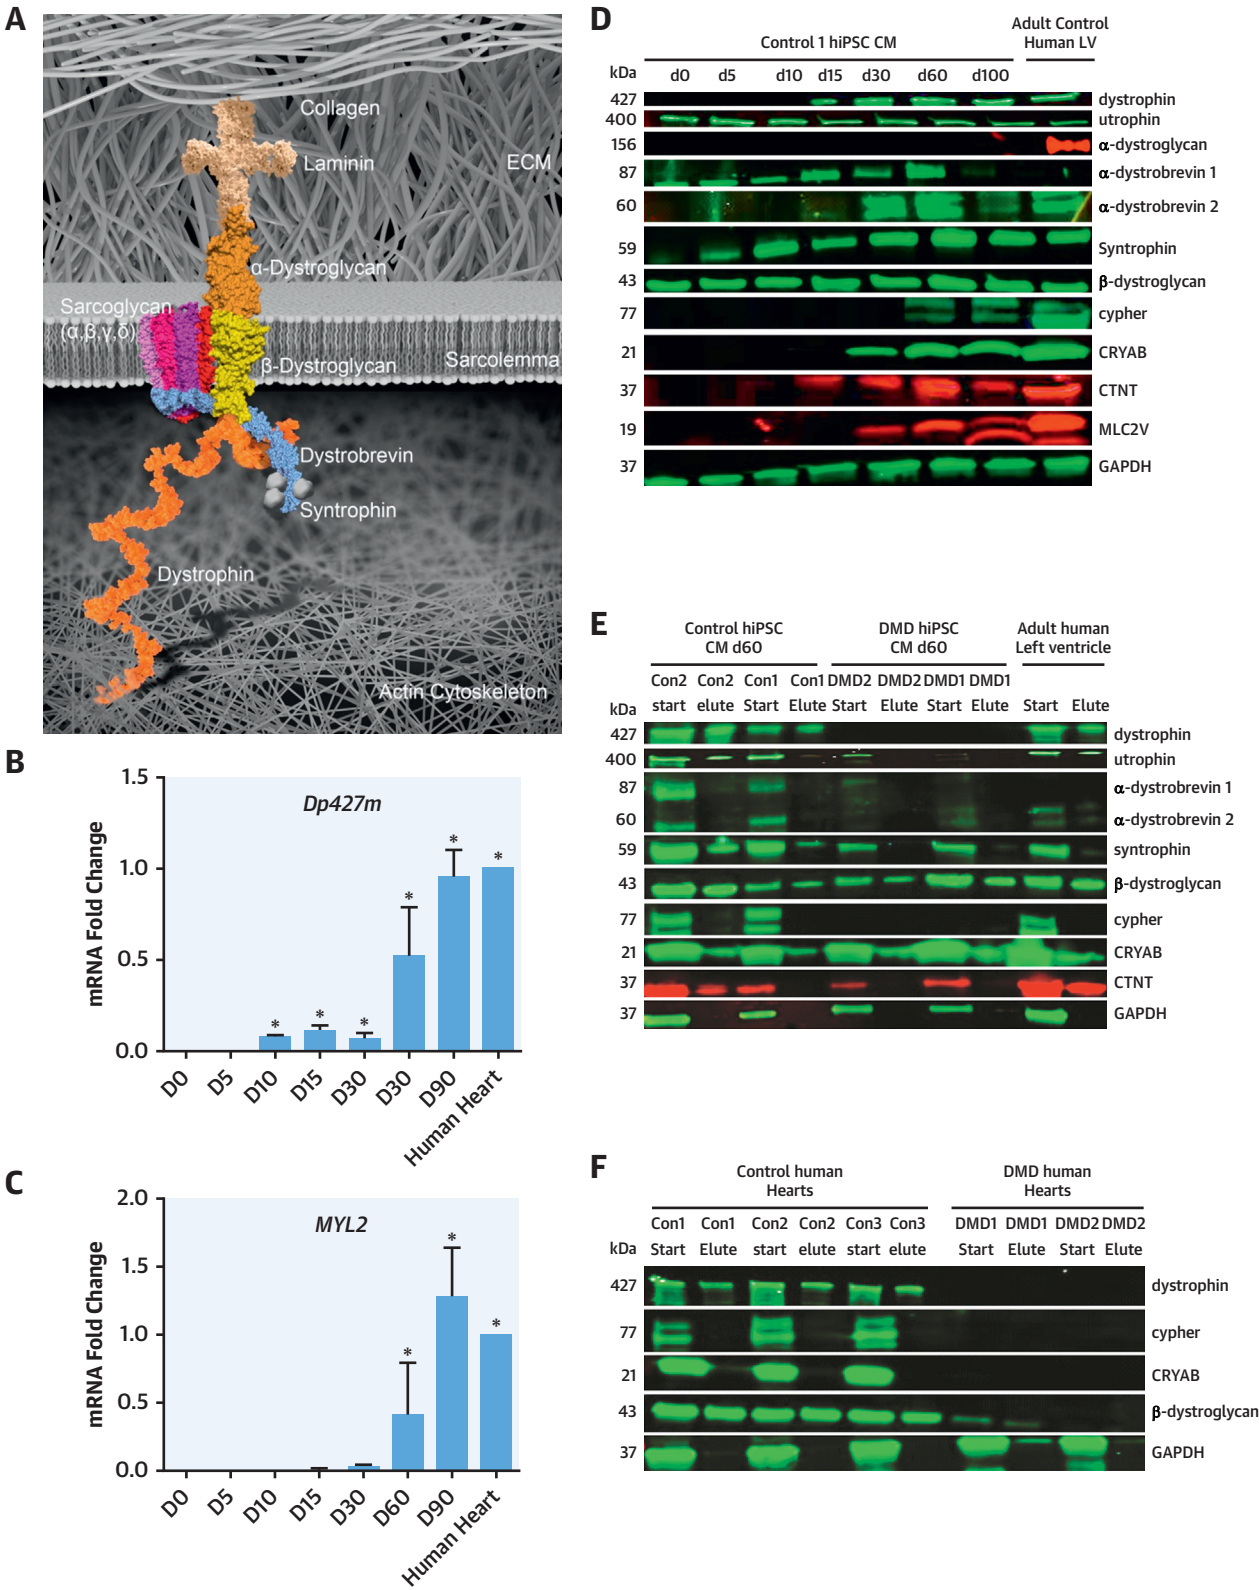 A
Collagen
Laminin
ECM
α-Dystroglycan
Sarcoglycan
(α,β,γ,δ)
β-Dystroglycan
Sarcolemma
Dystrobrevin
Syntrophin
Dystrophin
Actin Cytoskeleton
B
Dp427m
mRNA Fold Change
1.5
1.0
0.5
0.0
* * * * * *
D0 D5 D10 D15 D30 D30 D90 Human Heart
C
MYL2
mRNA Fold Change
2.0
1.5
1.0
0.5
0.0
* * *
D0 D5 D10 D15 D30 D60 D90 Human Heart
D
Control 1 hiPSC CM
Adult Control
Human LV
kDa d0 d5 d10 d15 d30 d60 d100
427 dystrophin
400 utrophin
156 α-dystroglycan
87 α-dystrobrevin 1
60 α-dystrobrevin 2
59 Syntrophin
43 β-dystroglycan
77 cypher
21 CRYAB
37 CTNT
19 MLC2V
37 GAPDH
E
Control hiPSC
CM d60
DMD hiPSC
CM d60
Adult human
Left ventricle
Con2 Con2 Con1 Con1 DMD2 DMD2 DMD1 DMD1
kDa start elute Start Elute Start Elute Start Elute Start Elute
427 dystrophin
400 utrophin
87 α-dystrobrevin 1
60 α-dystrobrevin 2
59 syntrophin
43 β-dystroglycan
77 cypher
21 CRYAB
37 CTNT
37 GAPDH
F
Control human
Hearts
DMD human
Hearts
Con1 Con1 Con2 Con2 Con3 Con3 DMD1 DMD1 DMD2 DMD2
kDa Start Elute start elute start elute Start Elute Start Elute
427 dystrophin
77 cypher
21 CRYAB
43 β-dystroglycan
37 GAPDH